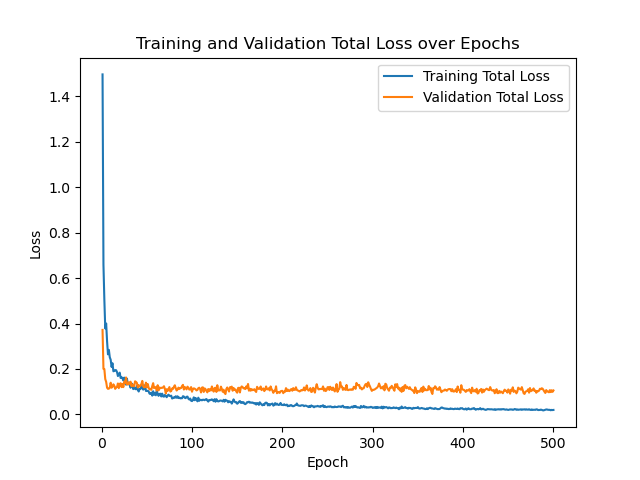 Training and Validation Total Loss over Epochs
Training Total Loss
Validation Total Loss
1.4
1.2
1.0
0.8
0.6
0.4
0.2
0.0
Loss
0 100 200 300 400 500
Epoch